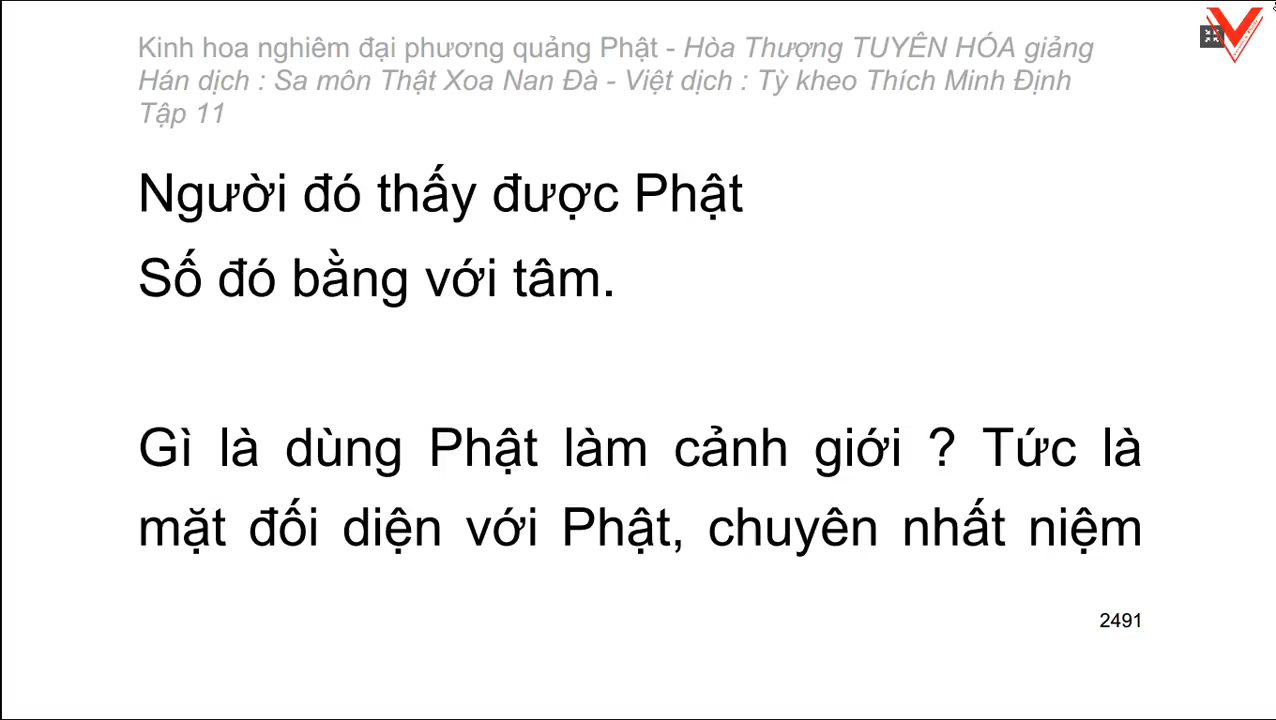 Kinh hoa nghiêm đại phương quảng Phật - Hòa Thượng TUYÊN HÓA giảng
Hán dịch : Sa môn Thật Xoa Nan Đà - Việt dịch : Tỳ kheo Thích Minh Định
Tập 11
Người đó thấy được Phật
Số đó bằng với tâm.
Gì là dùng Phật làm cảnh giới ? Tức là
mặt đối diện với Phật, chuyên nhất niệm
2491